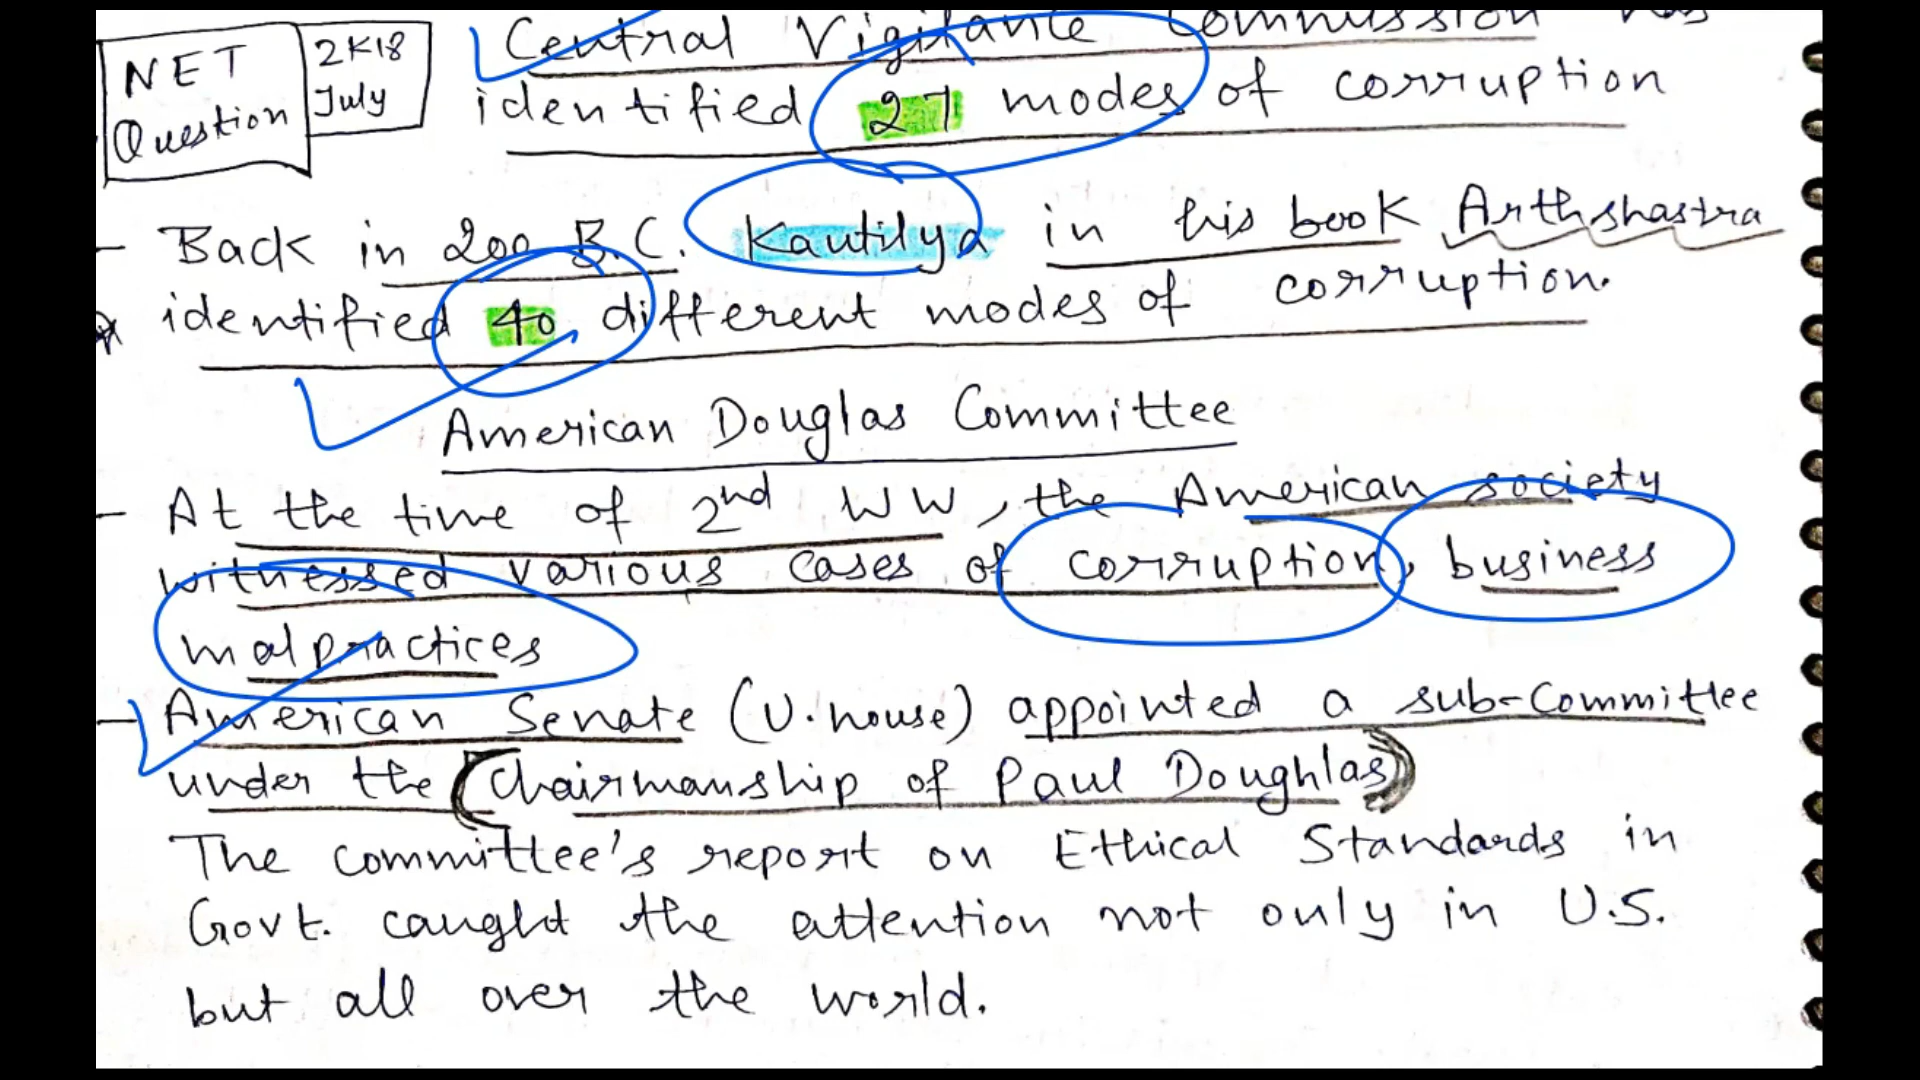 NET
Question
2K18
July
Central Vigilance Commission has
identified 27 modes of corruption
- Back in 200 B.C. Kautilya in his book Arthshastra
identified 40 different modes of corruption.
American Douglas Committee
- At the time of 2nd WW, the American society
witnessed various cases of corruption, business
malpractices
- American Senate (U.house) appointed a sub-Committee
under the (Chairmanship of Paul Doughlas)
The committee's report on Ethical Standards in
Govt. caught the attention not only in U.S.
but all over the world.